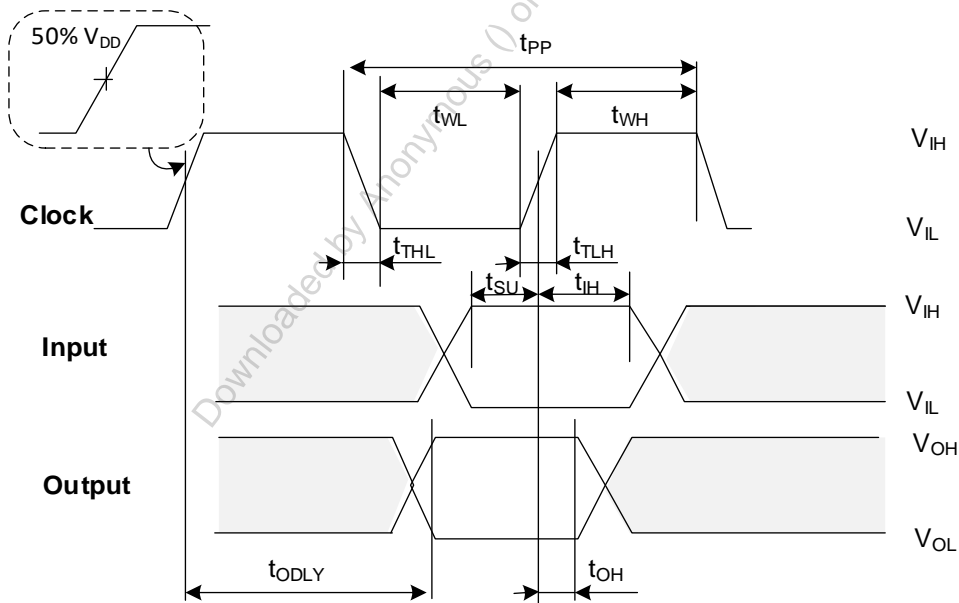 50% VDD
tPP
tWL
tWH
VIH
Clock
VIL
tTHL
tTLH
tSU
tIH
VIH
Input
VIL
VOH
Output
VOL
tODLY
tOH
Downloaded by Anonymous () o